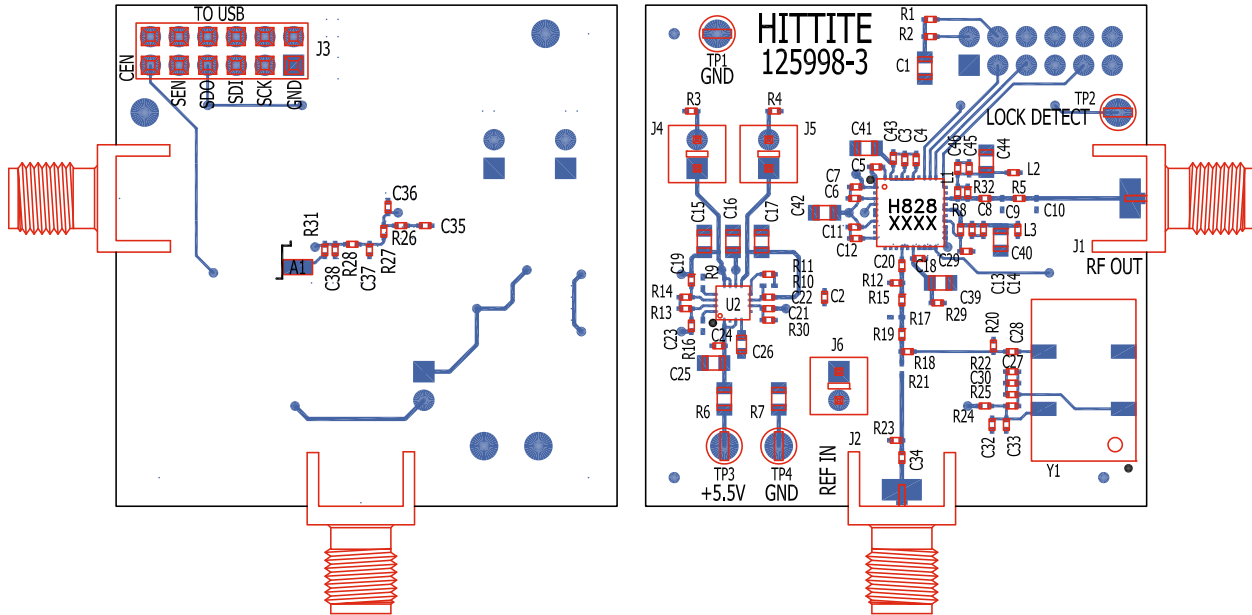 TO USB
J3
CEN
SEN
SDO
SDI
SCK
GND
C36
R31
R26
C35
A1
C38
R28
C37
R27
HITTITE
125998-3
R1
R2
C1
TP1
GND
TP2
LOCK DETECT
R3
R4
J4
J5
C41
C43
C3
C4
C5
C7
C6
C42
C11
C12
H828
XXXX
L1
C46
C45
C44
L2
R32
R5
R8
C8
C9
C10
L3
C40
J1
RF OUT
C15
C16
C17
C19
R9
R11
R10
R14
R13
U2
C22
C21
R30
C2
C23
R16
C24
C25
C26
C20
R12
R15
C18
C29
C39
R29
C13
C14
R17
R19
R18
R21
R20
C28
R22
C27
C30
R25
R24
C32
C33
Y1
J6
R6
R7
R23
C34
J2
REF IN
TP3
+5.5V
TP4
GND